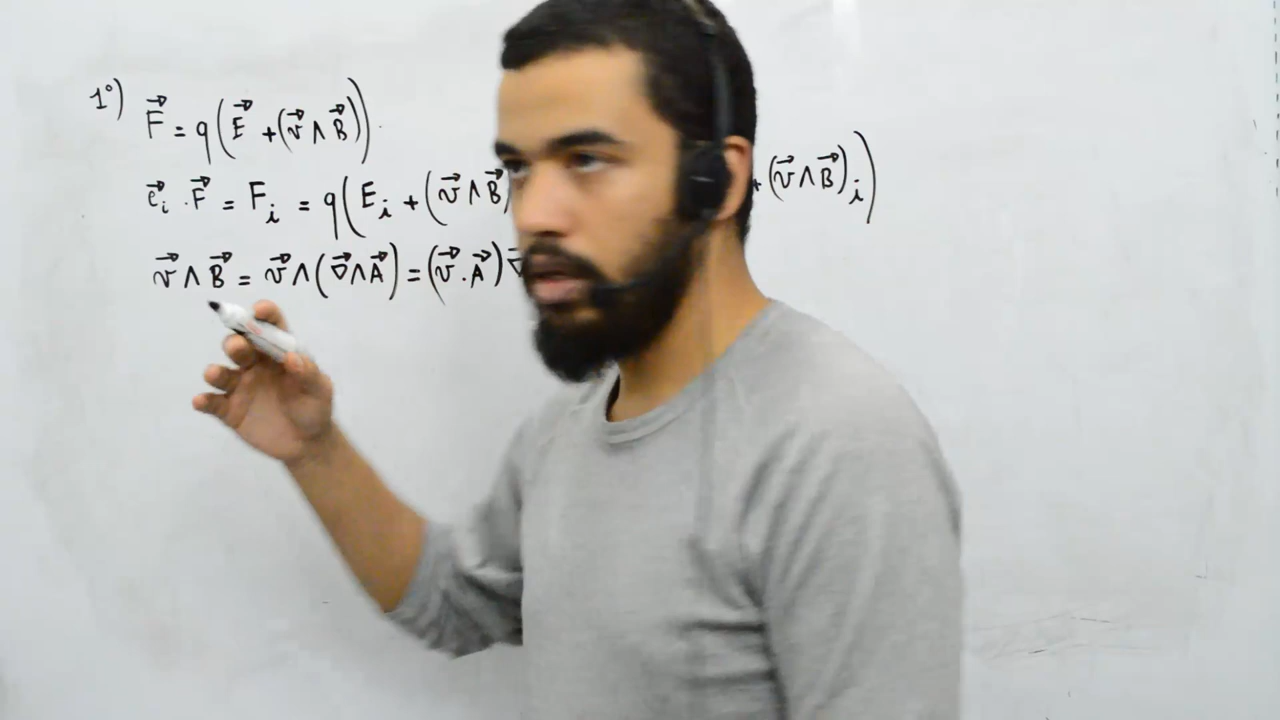 1°) F⃗ = q(E⃗ + (v⃗ ∧ B⃗))
e⃗ᵢ . F⃗ = Fᵢ = q(Eᵢ + (v⃗ ∧ B⃗) + (v⃗ ∧ B⃗)ᵢ)
v⃗ ∧ B⃗ = v⃗ ∧ (∇⃗ ∧ A⃗) = (v⃗ . A⃗) ∇⃗